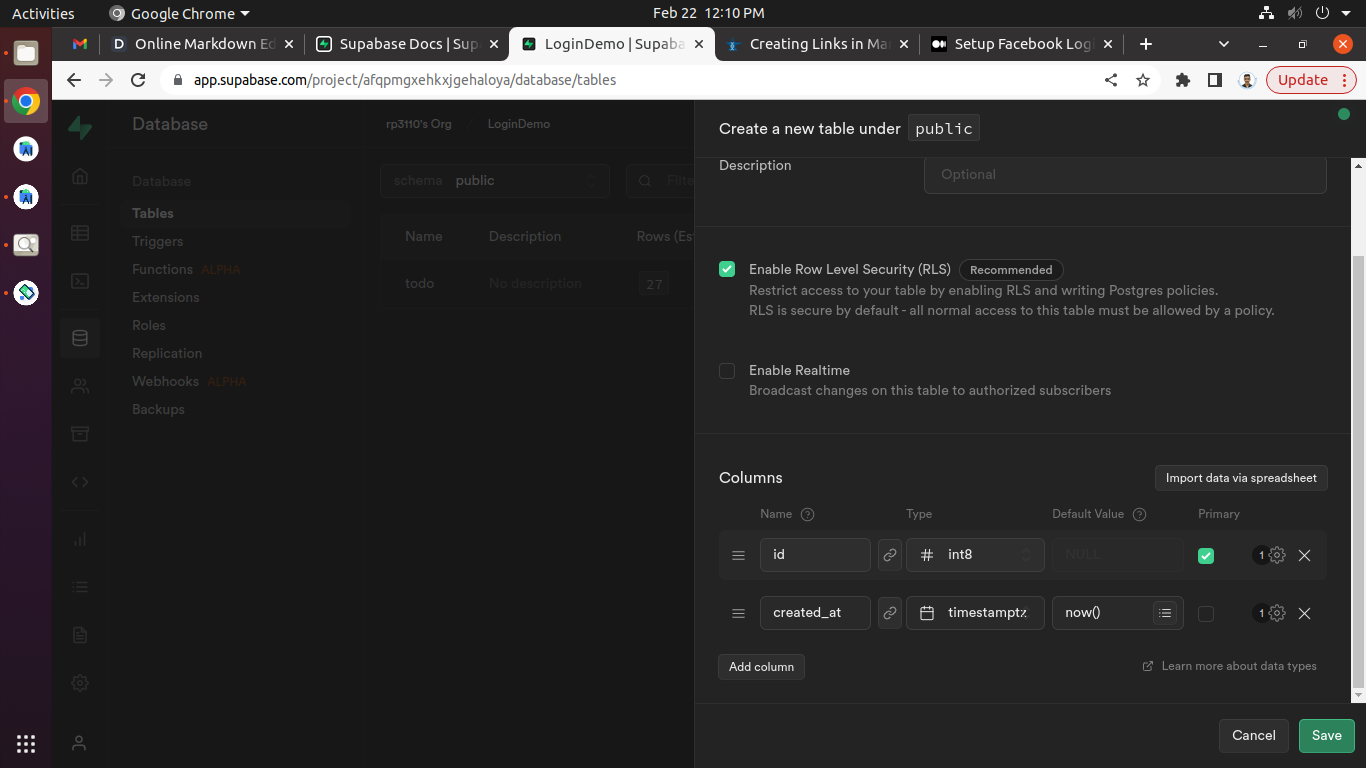 Activities Google Chrome Feb 22 12:10 PM
Online Markdown Ed Supabase Docs | Sup LoginDemo | Supaba Creating Links in Ma Setup Facebook Log
app.supabase.com/project/afqpmgxehkxjgehaloya/database/tables Update
Database rp3110's Org LoginDemo
Create a new table under public
Database
Tables
Triggers
Functions ALPHA
Extensions
Roles
Replication
Webhooks ALPHA
Backups
schema public Filte
Name Description Rows (Es
todo No description 27
Description Optional
Enable Row Level Security (RLS) Recommended
Restrict access to your table by enabling RLS and writing Postgres policies.
RLS is secure by default - all normal access to this table must be allowed by a policy.
Enable Realtime
Broadcast changes on this table to authorized subscribers
Columns Import data via spreadsheet
Name Type Default Value Primary
id int8 NULL 1
created_at timestamptz now() 1
Add column Learn more about data types
Cancel Save